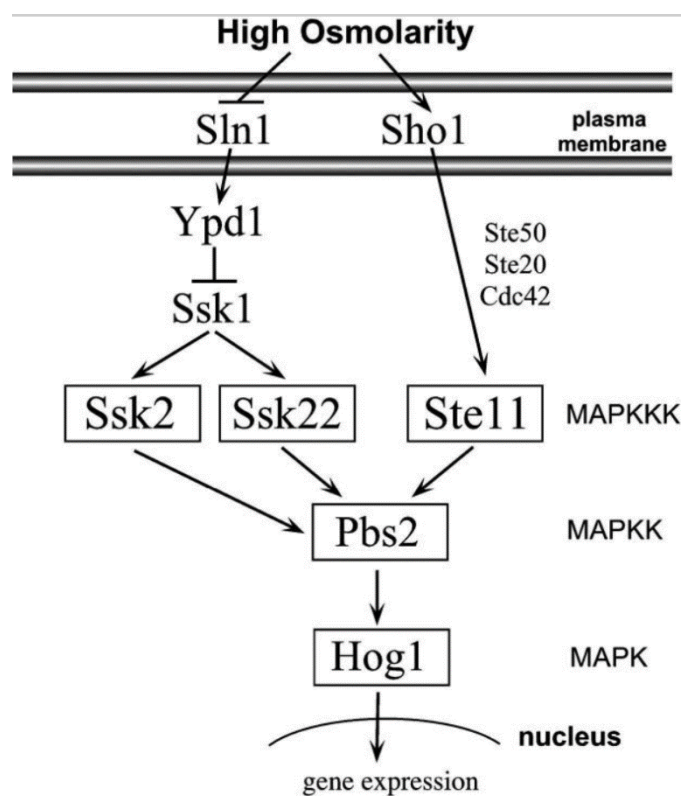 High Osmolarity
Sln1
Sho1
plasma
membrane
Ypd1
Ste50
Ste20
Cdc42
Ssk1
Ssk2
Ssk22
Ste11
MAPKKK
Pbs2
MAPKK
Hog1
MAPK
nucleus
gene expression